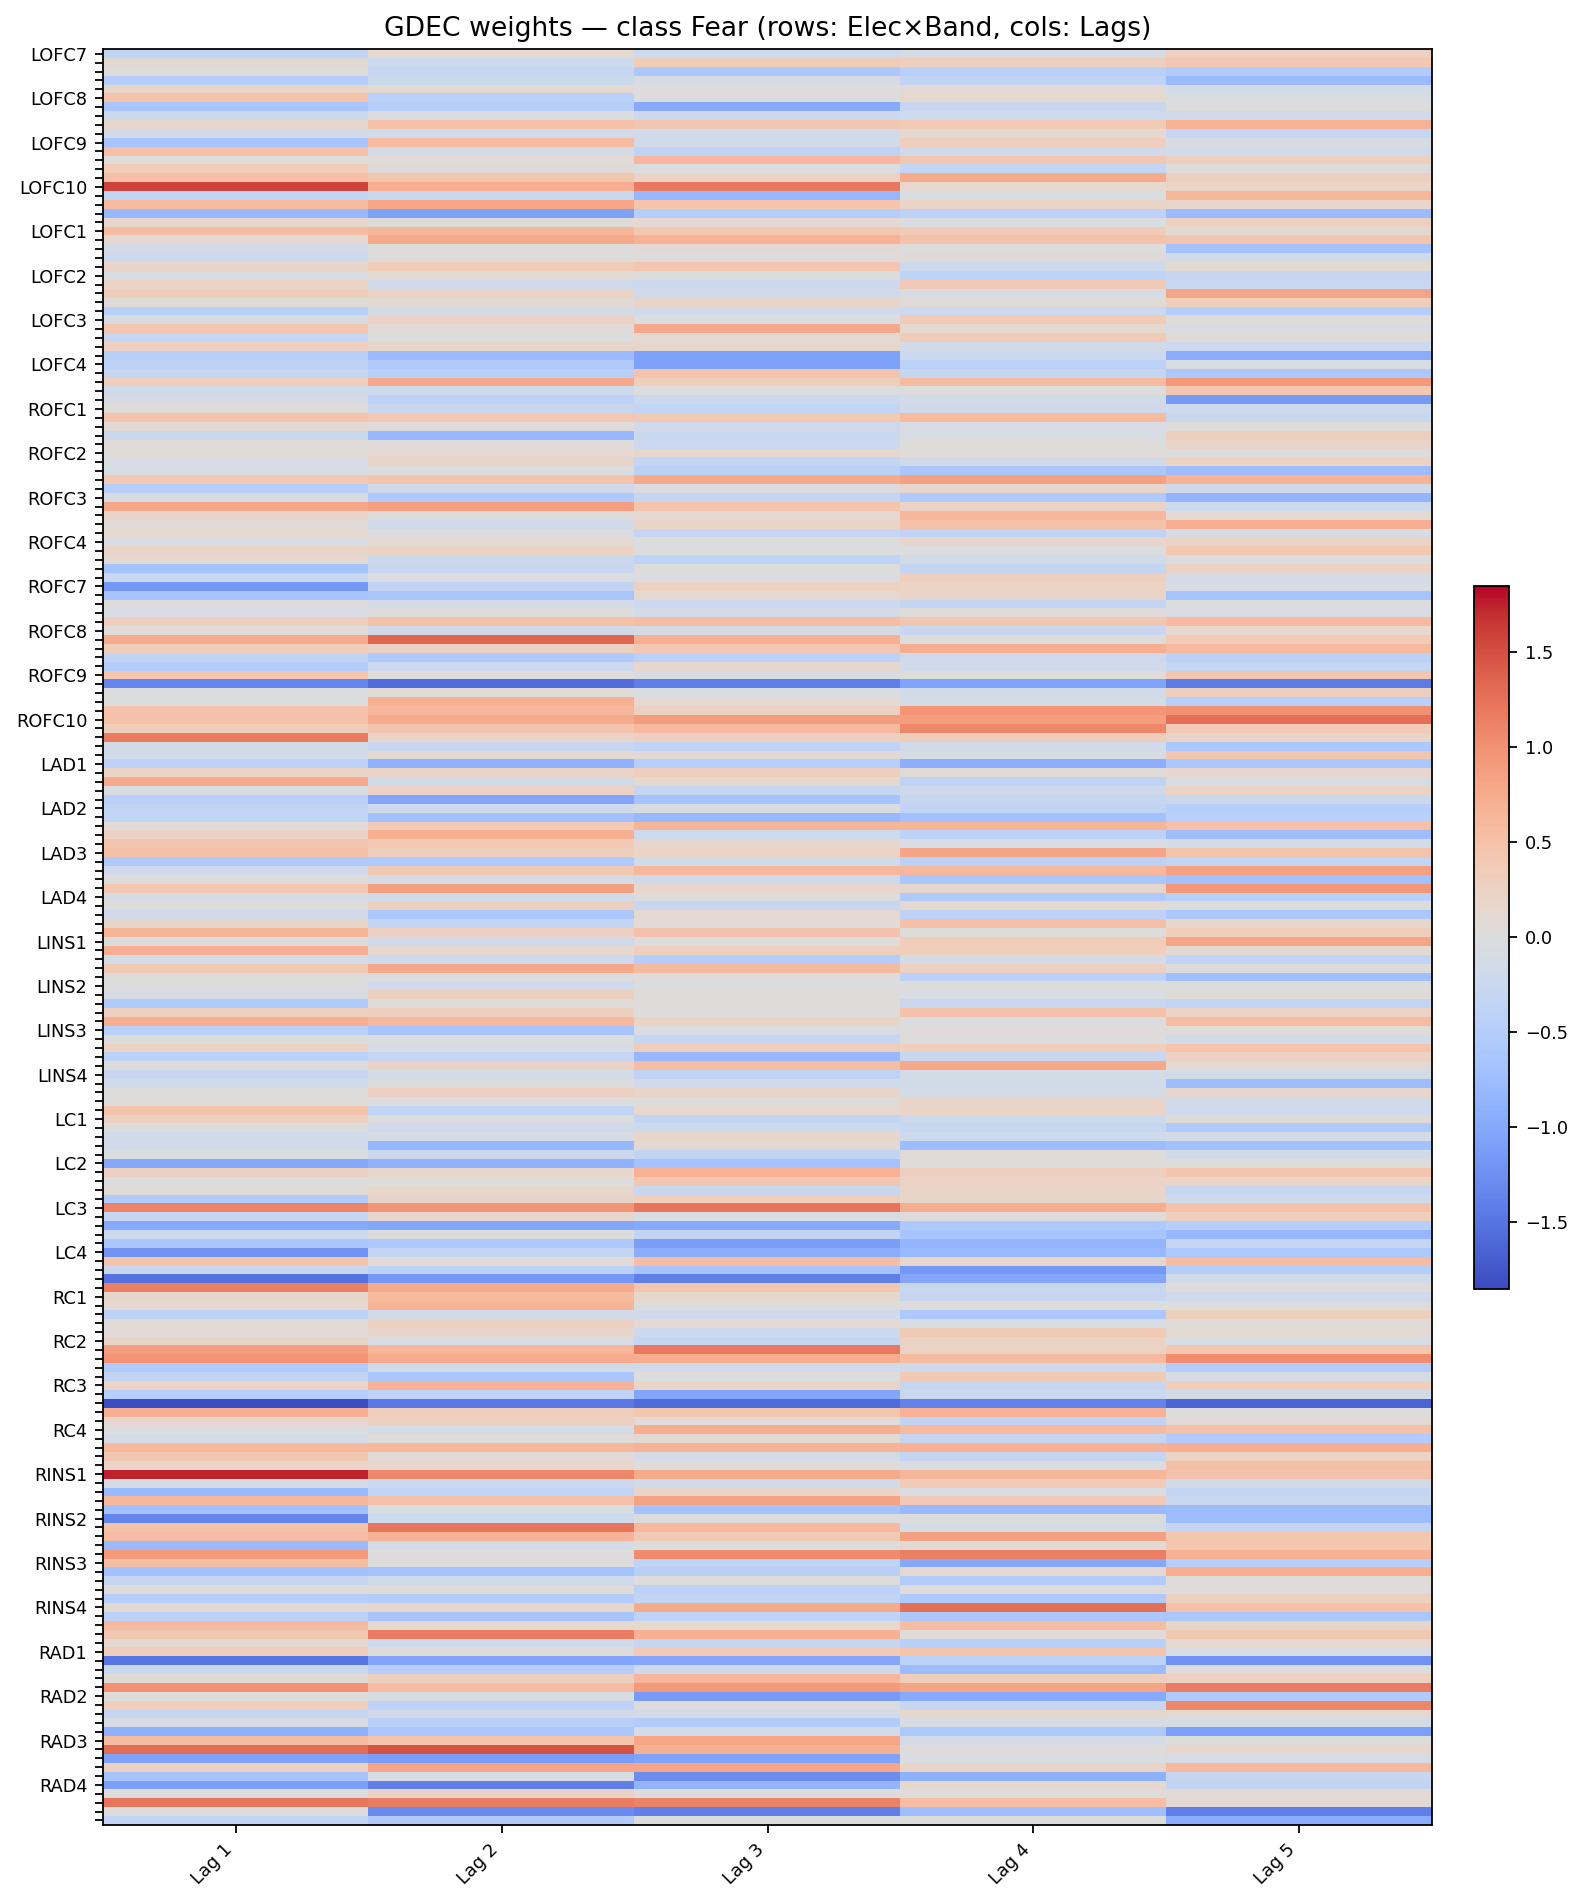 GDEC weights — class Fear (rows: Elec×Band, cols: Lags)
LOFC7
LOFC8
LOFC9
LOFC10
LOFC1
LOFC2
LOFC3
LOFC4
ROFC1
ROFC2
ROFC3
ROFC4
ROFC7
ROFC8
ROFC9
ROFC10
LAD1
LAD2
LAD3
LAD4
LINS1
LINS2
LINS3
LINS4
LC1
LC2
LC3
LC4
RC1
RC2
RC3
RC4
RINS1
RINS2
RINS3
RINS4
RAD1
RAD2
RAD3
RAD4
Lag 1
Lag 2
Lag 3
Lag 4
Lag 5
1.5
1.0
0.5
0.0
−0.5
−1.0
−1.5